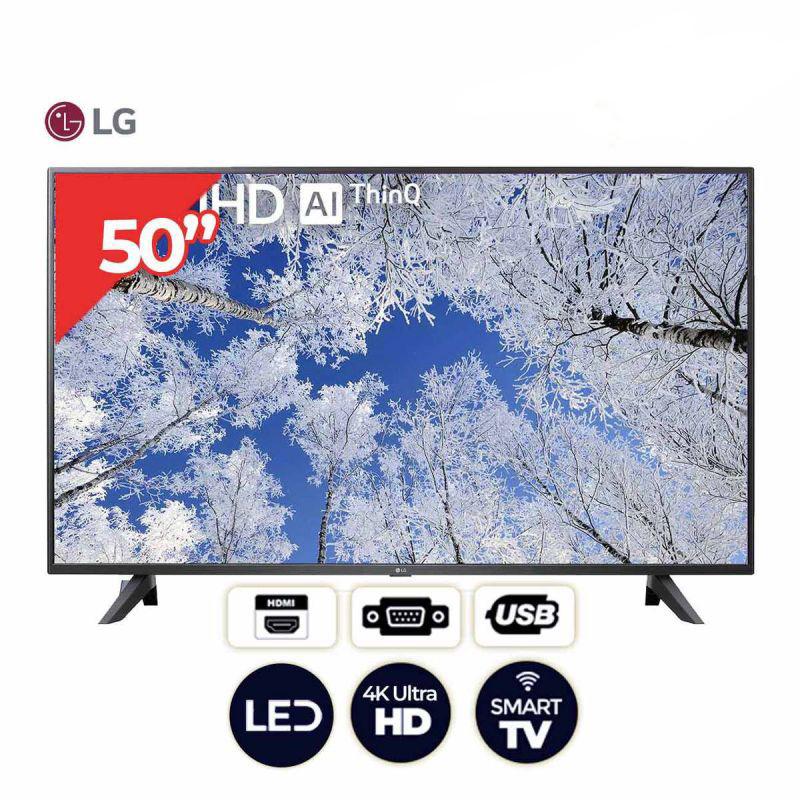 LG
HD AI ThinQ
50”
LG
HDMI
USB
LED
4K Ultra
HD
SMART
TV